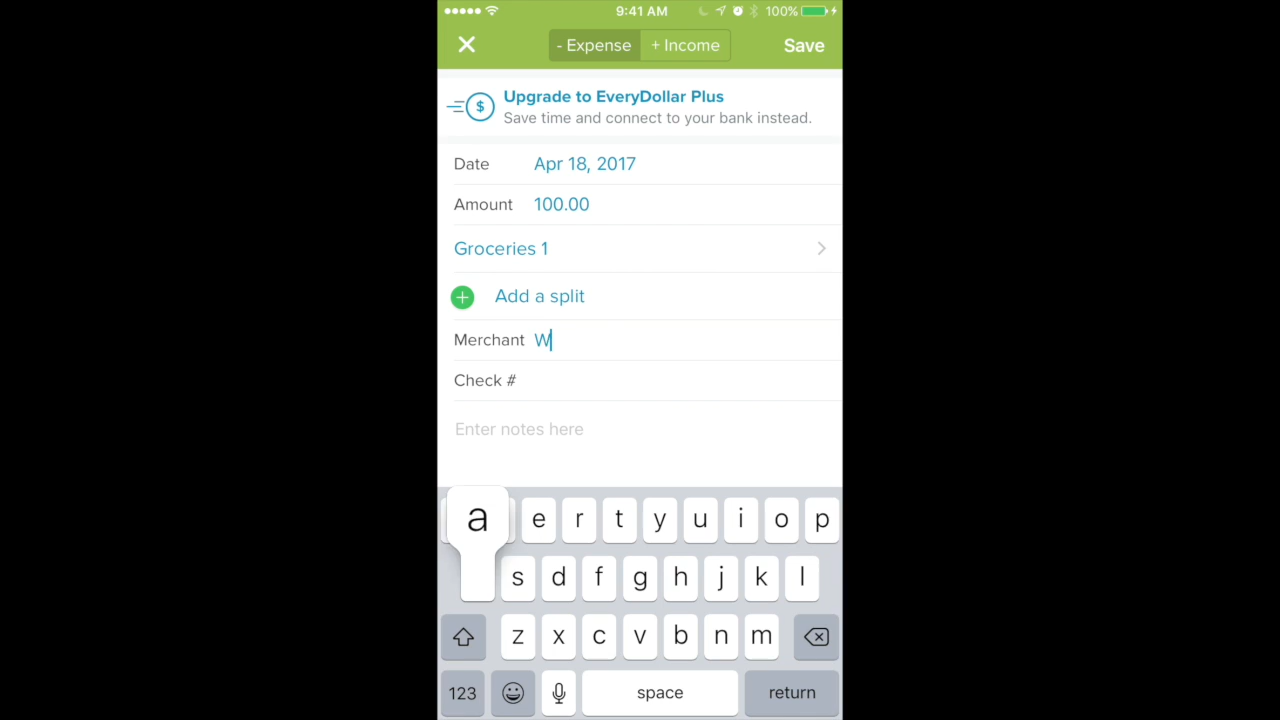 9:41 AM 100%
- Expense + Income Save
Upgrade to EveryDollar Plus
$ Save time and connect to your bank instead.
Date Apr 18, 2017
Amount 100.00
Groceries 1
Add a split
Merchant W
Check #
Enter notes here
a e r t y u i o p
s d f g h j k l
z x c v b n m
123 space return